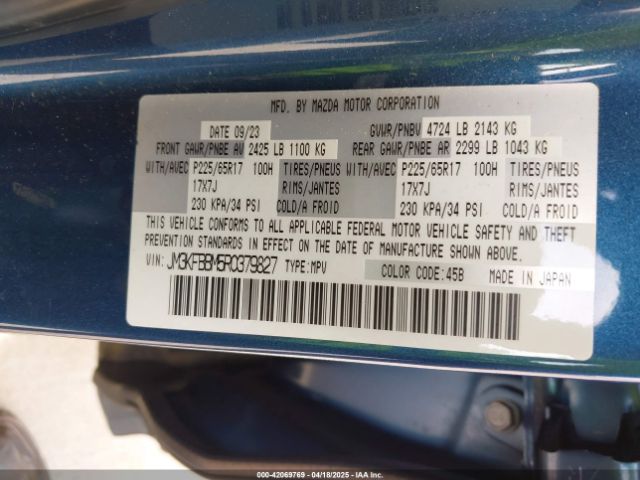 MFD. BY MAZDA MOTOR CORPORATION
DATE 09/23 GVWR/PNBV 4724 LB 2143 KG
FRONT GAWR/PNBE AV 2425 LB 1100 KG REAR GAWR/PNBE AR 2299 LB 1043 KG
WITH/AVEC P225/65R17 100H TIRES/PNEUS WITH/AVEC P225/65R17 100H TIRES/PNEUS
17X7J RIMS/JANTES 17X7J RIMS/JANTES
230 KPA/34 PSI COLD/A FROID 230 KPA/34 PSI COLD/A FROID
THIS VEHICLE CONFORMS TO ALL APPLICABLE FEDERAL MOTOR VEHICLE SAFETY AND THEFT
PREVENTION STANDARDS IN EFFECT ON THE DATE OF MANUFACTURE SHOWN ABOVE.
VIN: JM3KFBBM5R0379827 TYPE:MPV COLOR CODE:45B MADE IN JAPAN
000-42069769 - 04/18/2025 - IAA Inc.